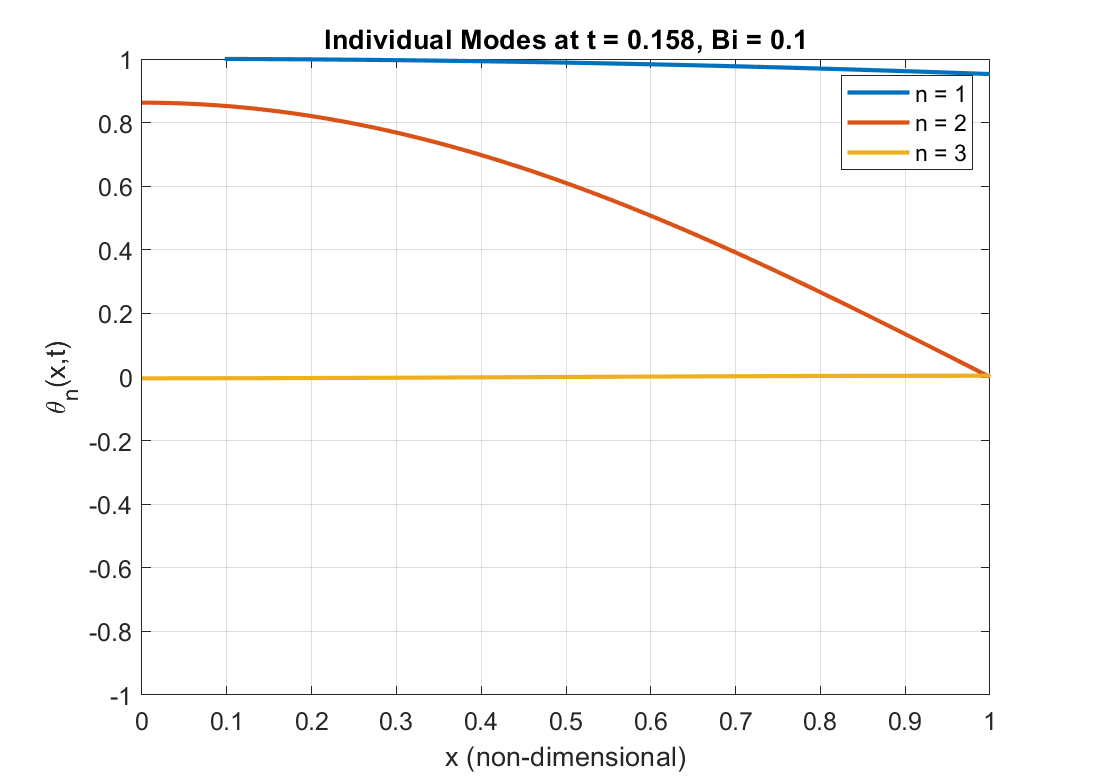 Individual Modes at t = 0.158, Bi = 0.1
1
0.8
0.6
0.4
0.2
0
-0.2
-0.4
-0.6
-0.8
-1
θn(x,t)
n = 1
n = 2
n = 3
0 0.1 0.2 0.3 0.4 0.5 0.6 0.7 0.8 0.9 1
x (non-dimensional)